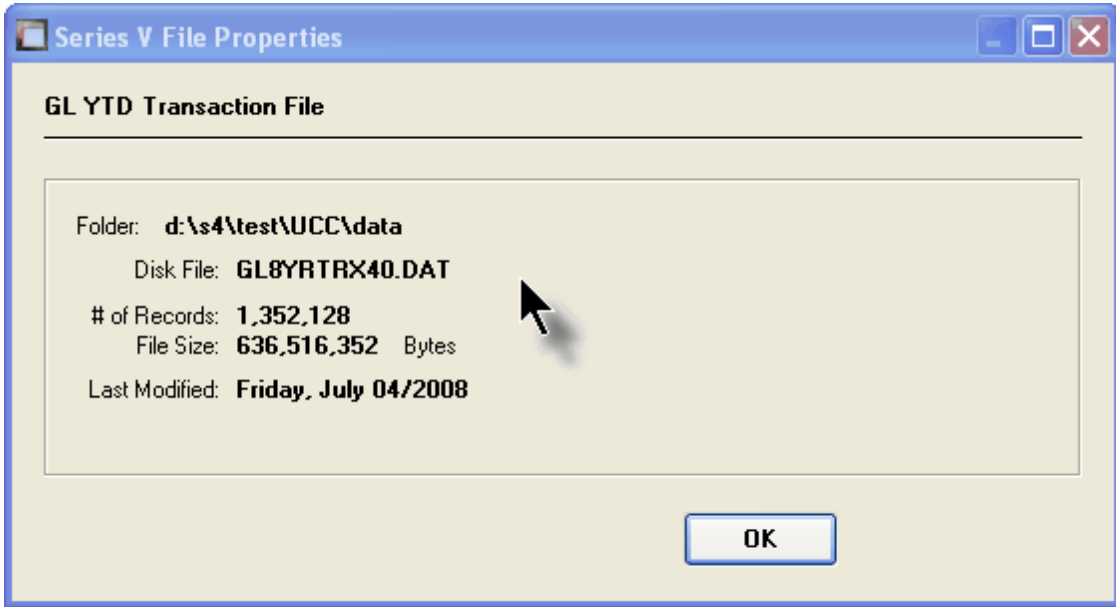 Series V File Properties
GL YTD Transaction File
Folder: d:\s4\test\UCC\data
Disk File: GL8YRTRX40.DAT
# of Records: 1,352,128
File Size: 636,516,352 Bytes
Last Modified: Friday, July 04/2008
OK